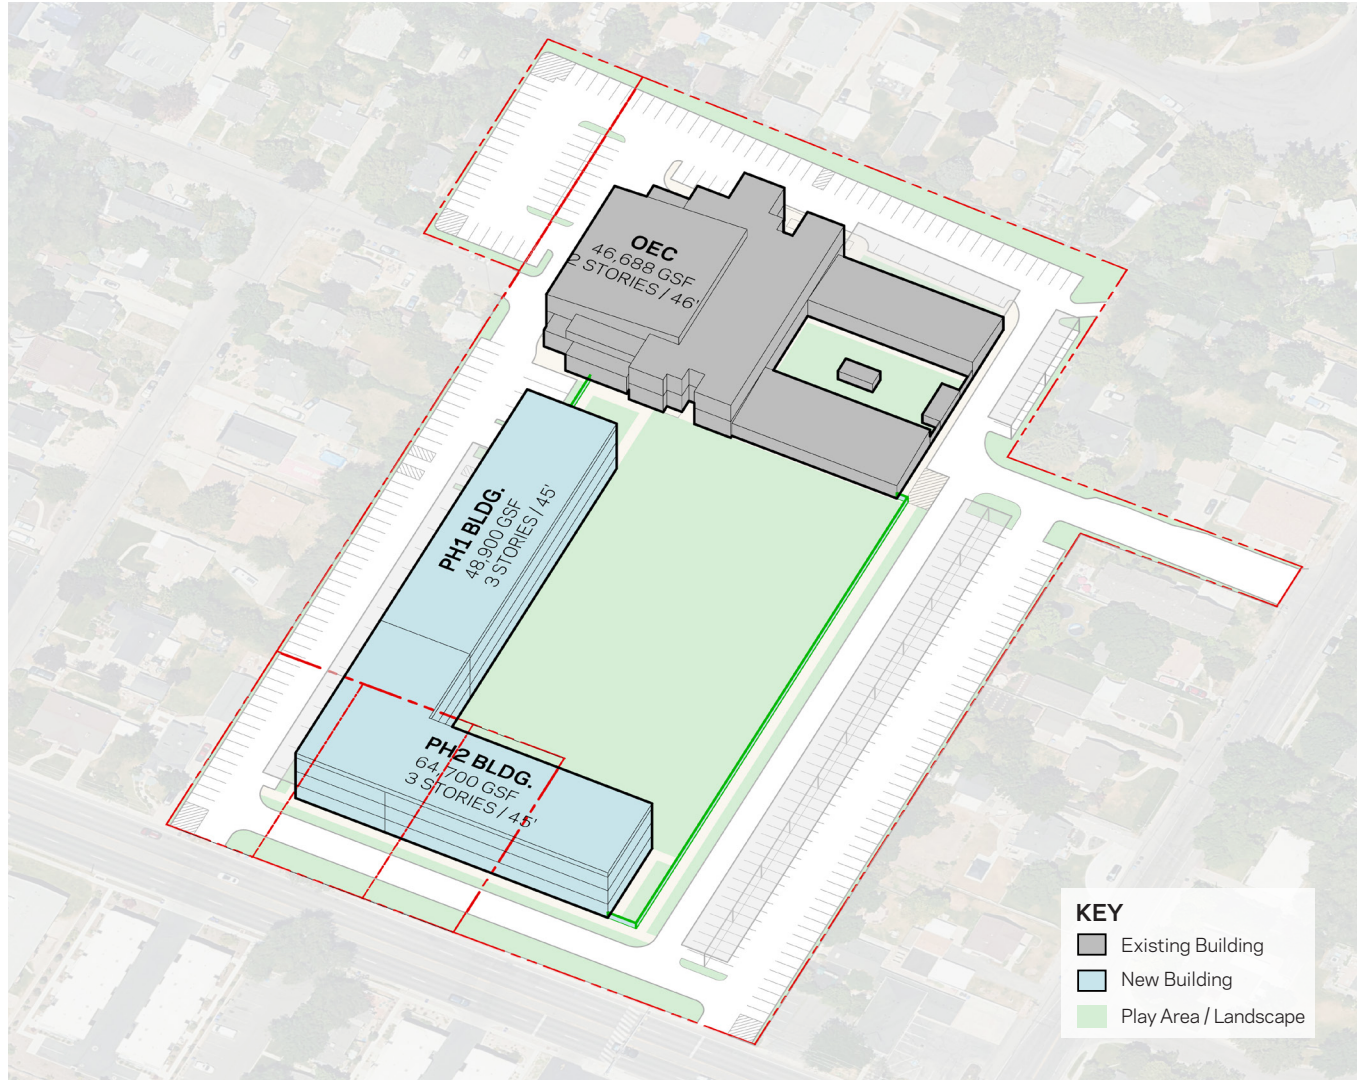 OEC
46,688 GSF
2 STORIES / 46'
PH1 BLDG.
48,900 GSF
3 STORIES / 45'
PH2 BLDG.
64,700 GSF
3 STORIES / 45'
KEY
Existing Building
New Building
Play Area / Landscape